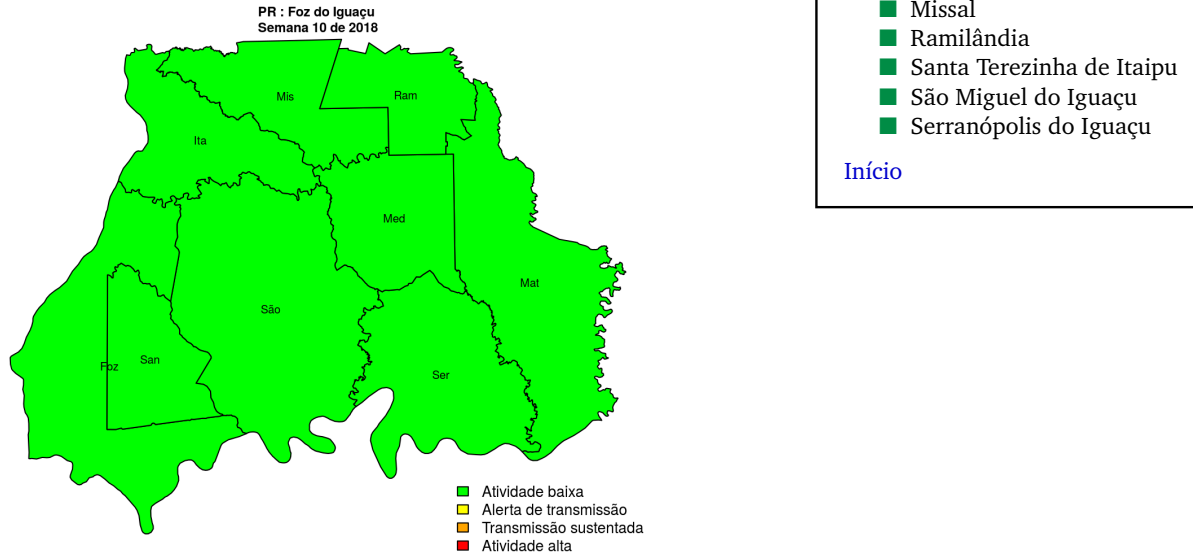 PR : Foz do Iguaçu
Semana 10 de 2018
Mis
Ram
Ita
Med
Mat
São
San
Foz
Ser
Atividade baixa
Alerta de transmissão
Transmissão sustentada
Atividade alta
Missal
Ramilândia
Santa Terezinha de Itaipu
São Miguel do Iguaçu
Serranópolis do Iguaçu
Início